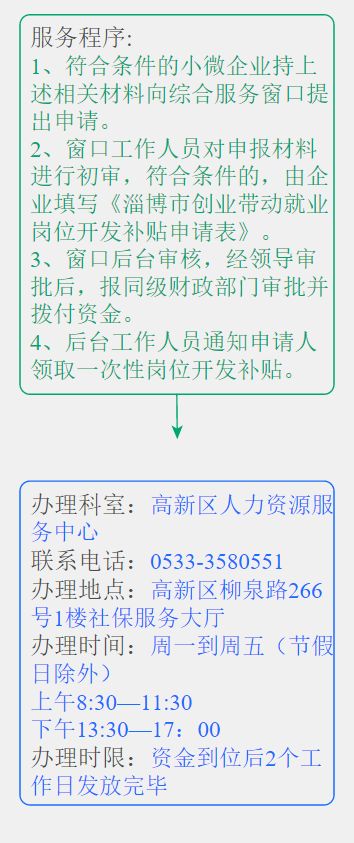 服务程序:
1、符合条件的小微企业持上
述相关材料向综合服务窗口提
出申请。
2、窗口工作人员对申报材料
进行初审，符合条件的，由企
业填写《淄博市创业带动就业
岗位开发补贴申请表》。
3、窗口后台审核，经领导审
批后，报同级财政部门审批并
拨付资金。
4、后台工作人员通知申请人
领取一次性岗位开发补贴。
办理科室：高新区人力资源服
务中心
联系电话：0533-3580551
办理地点：高新区柳泉路266
号1楼社保服务大厅
办理时间：周一到周五（节假
日除外）
上午8:30—11:30
下午13:30—17：00
办理时限：资金到位后2个工
作日发放完毕